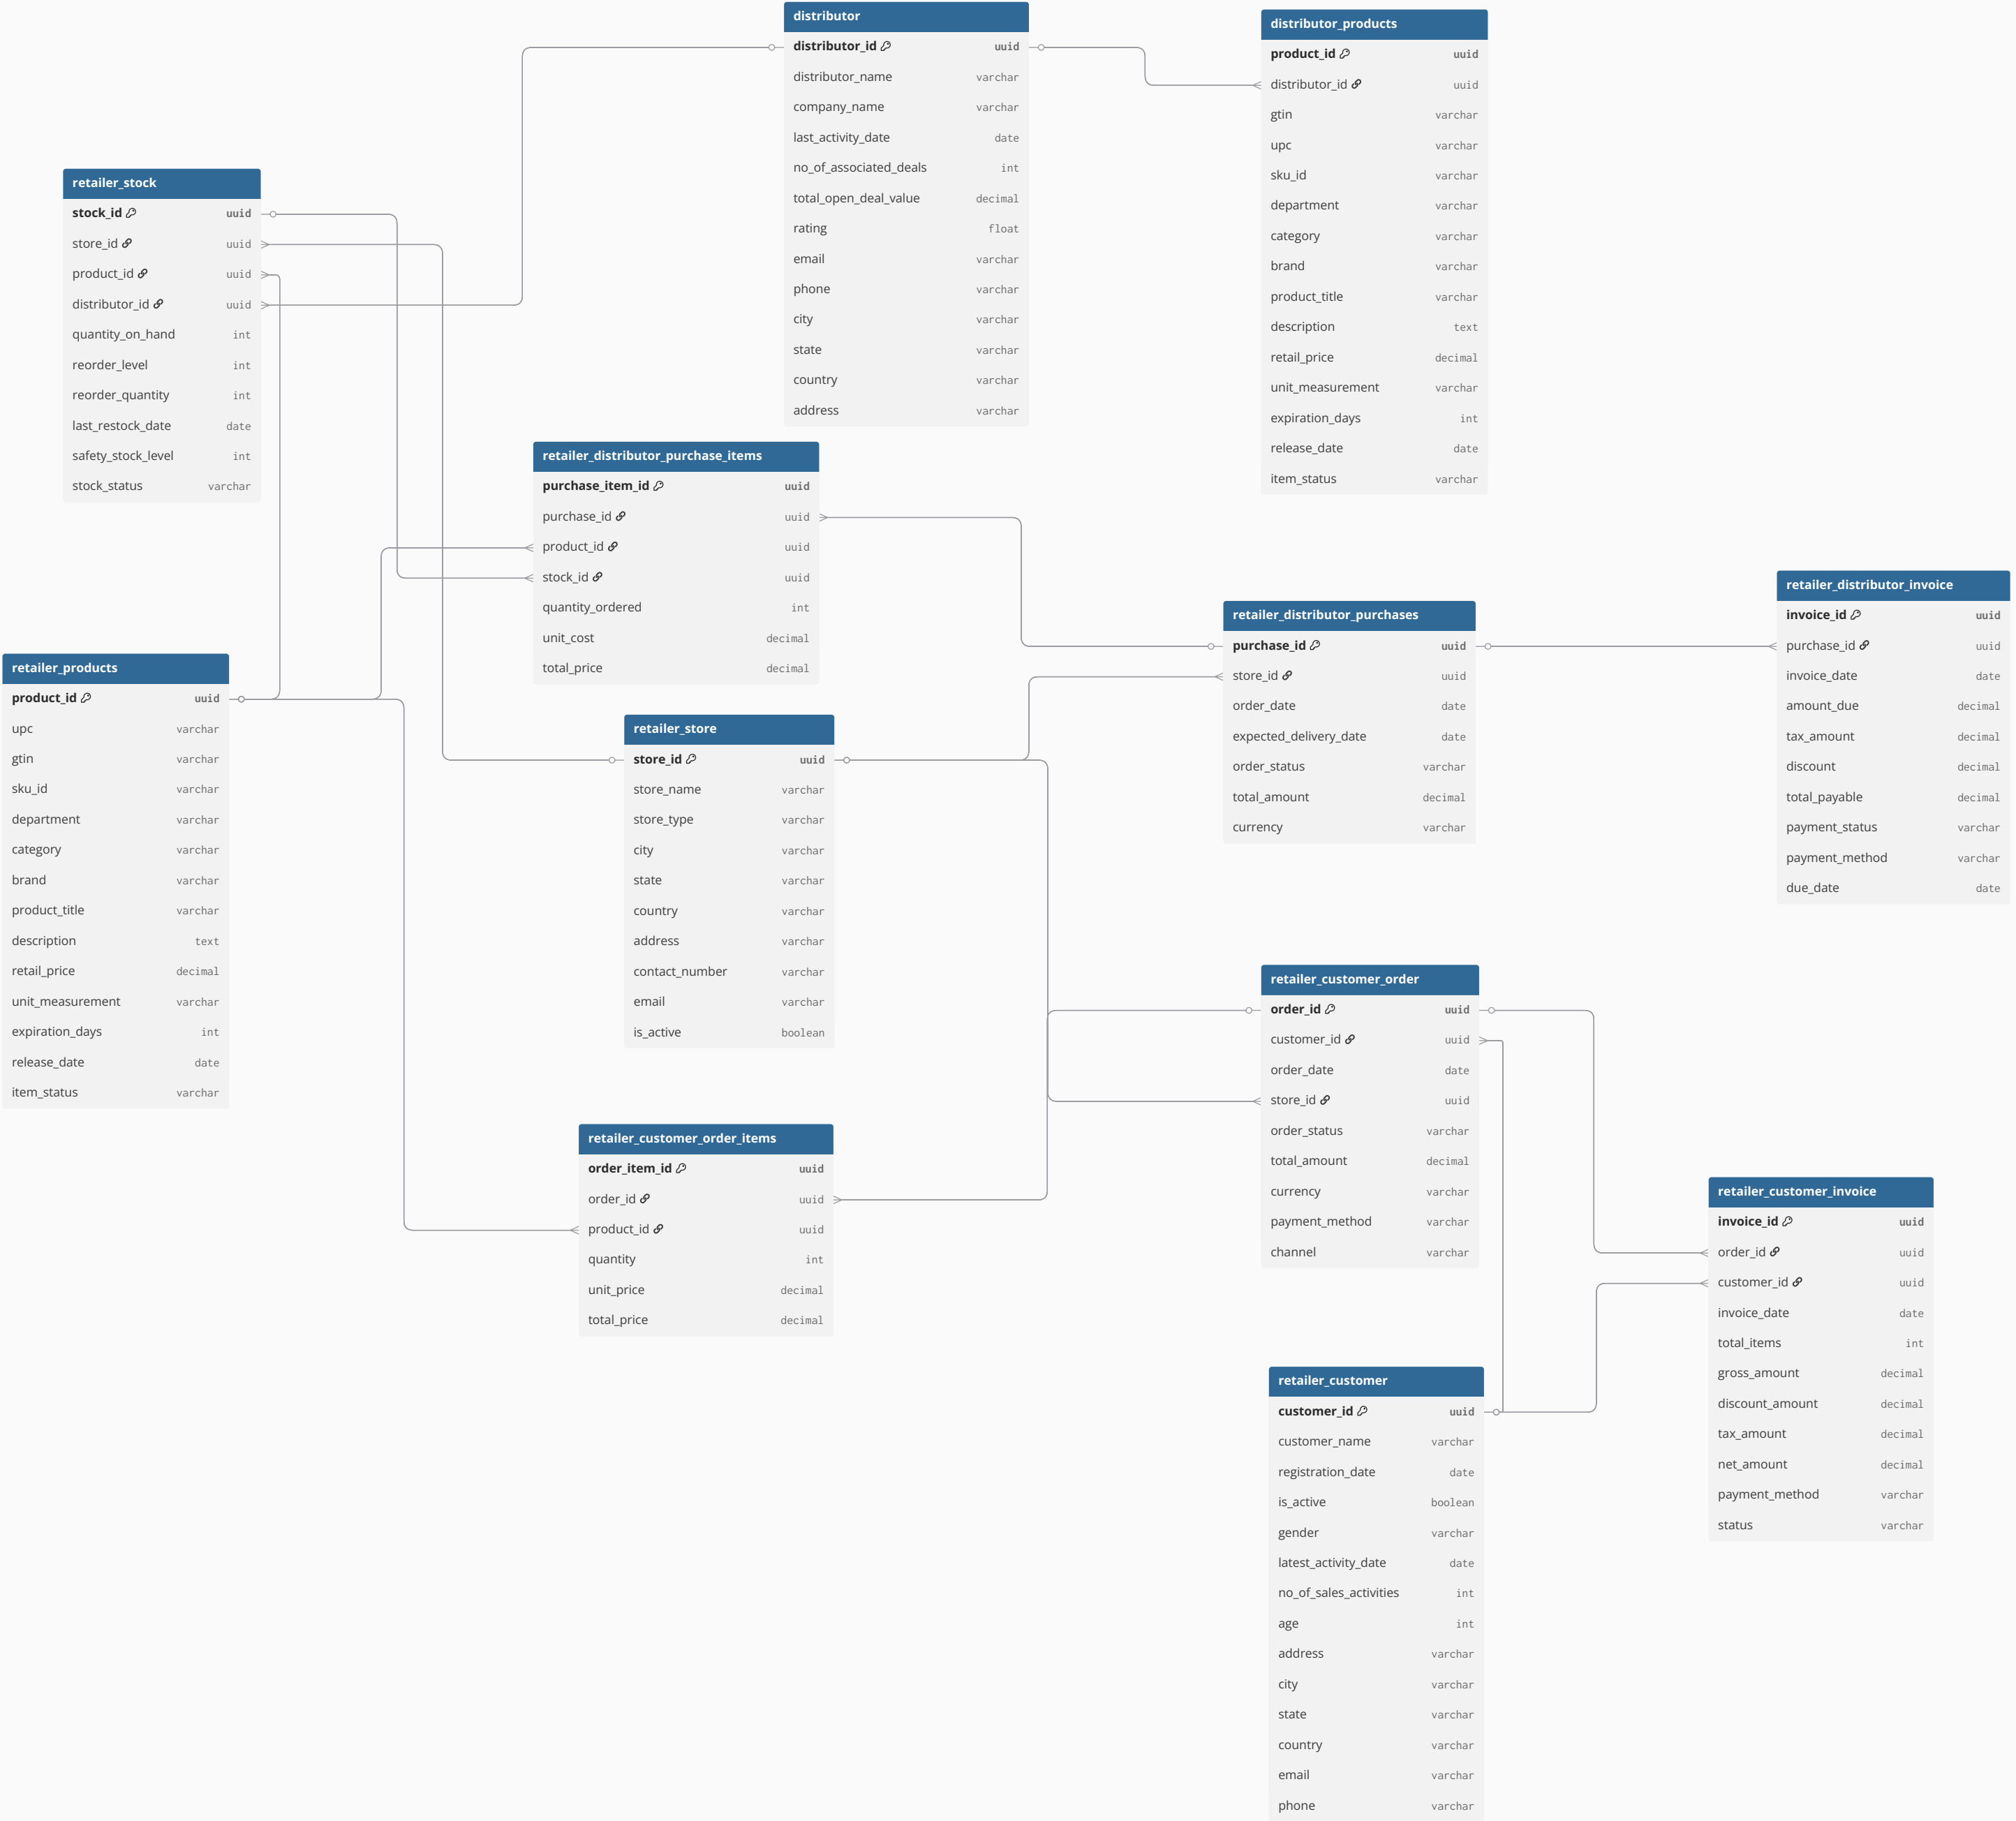 distributor
distributor_id uuid
distributor_name varchar
company_name varchar
last_activity_date date
no_of_associated_deals int
total_open_deal_value decimal
rating float
email varchar
phone varchar
city varchar
state varchar
country varchar
address varchar
distributor_products
product_id uuid
distributor_id uuid
gtin varchar
upc varchar
sku_id varchar
department varchar
category varchar
brand varchar
product_title varchar
description text
retail_price decimal
unit_measurement varchar
expiration_days int
release_date date
item_status varchar
retailer_stock
stock_id uuid
store_id uuid
product_id uuid
distributor_id uuid
quantity_on_hand int
reorder_level int
reorder_quantity int
last_restock_date date
safety_stock_level int
stock_status varchar
retailer_distributor_purchase_items
purchase_item_id uuid
purchase_id uuid
product_id uuid
stock_id uuid
quantity_ordered int
unit_cost decimal
total_price decimal
retailer_distributor_purchases
purchase_id uuid
store_id uuid
order_date date
expected_delivery_date date
order_status varchar
total_amount decimal
currency varchar
retailer_distributor_invoice
invoice_id uuid
purchase_id uuid
invoice_date date
amount_due decimal
tax_amount decimal
discount decimal
total_payable decimal
payment_status varchar
payment_method varchar
due_date date
retailer_products
product_id uuid
upc varchar
gtin varchar
sku_id varchar
department varchar
category varchar
brand varchar
product_title varchar
description text
retail_price decimal
unit_measurement varchar
expiration_days int
release_date date
item_status varchar
retailer_store
store_id uuid
store_name varchar
store_type varchar
city varchar
state varchar
country varchar
address varchar
contact_number varchar
email varchar
is_active boolean
retailer_customer_order
order_id uuid
customer_id uuid
order_date date
store_id uuid
order_status varchar
total_amount decimal
currency varchar
payment_method varchar
channel varchar
retailer_customer_order_items
order_item_id uuid
order_id uuid
product_id uuid
quantity int
unit_price decimal
total_price decimal
retailer_customer_invoice
invoice_id uuid
order_id uuid
customer_id uuid
invoice_date date
total_items int
gross_amount decimal
discount_amount decimal
tax_amount decimal
net_amount decimal
payment_method varchar
status varchar
retailer_customer
customer_id uuid
customer_name varchar
registration_date date
is_active boolean
gender varchar
latest_activity_date date
no_of_sales_activities int
age int
address varchar
city varchar
state varchar
country varchar
email varchar
phone varchar